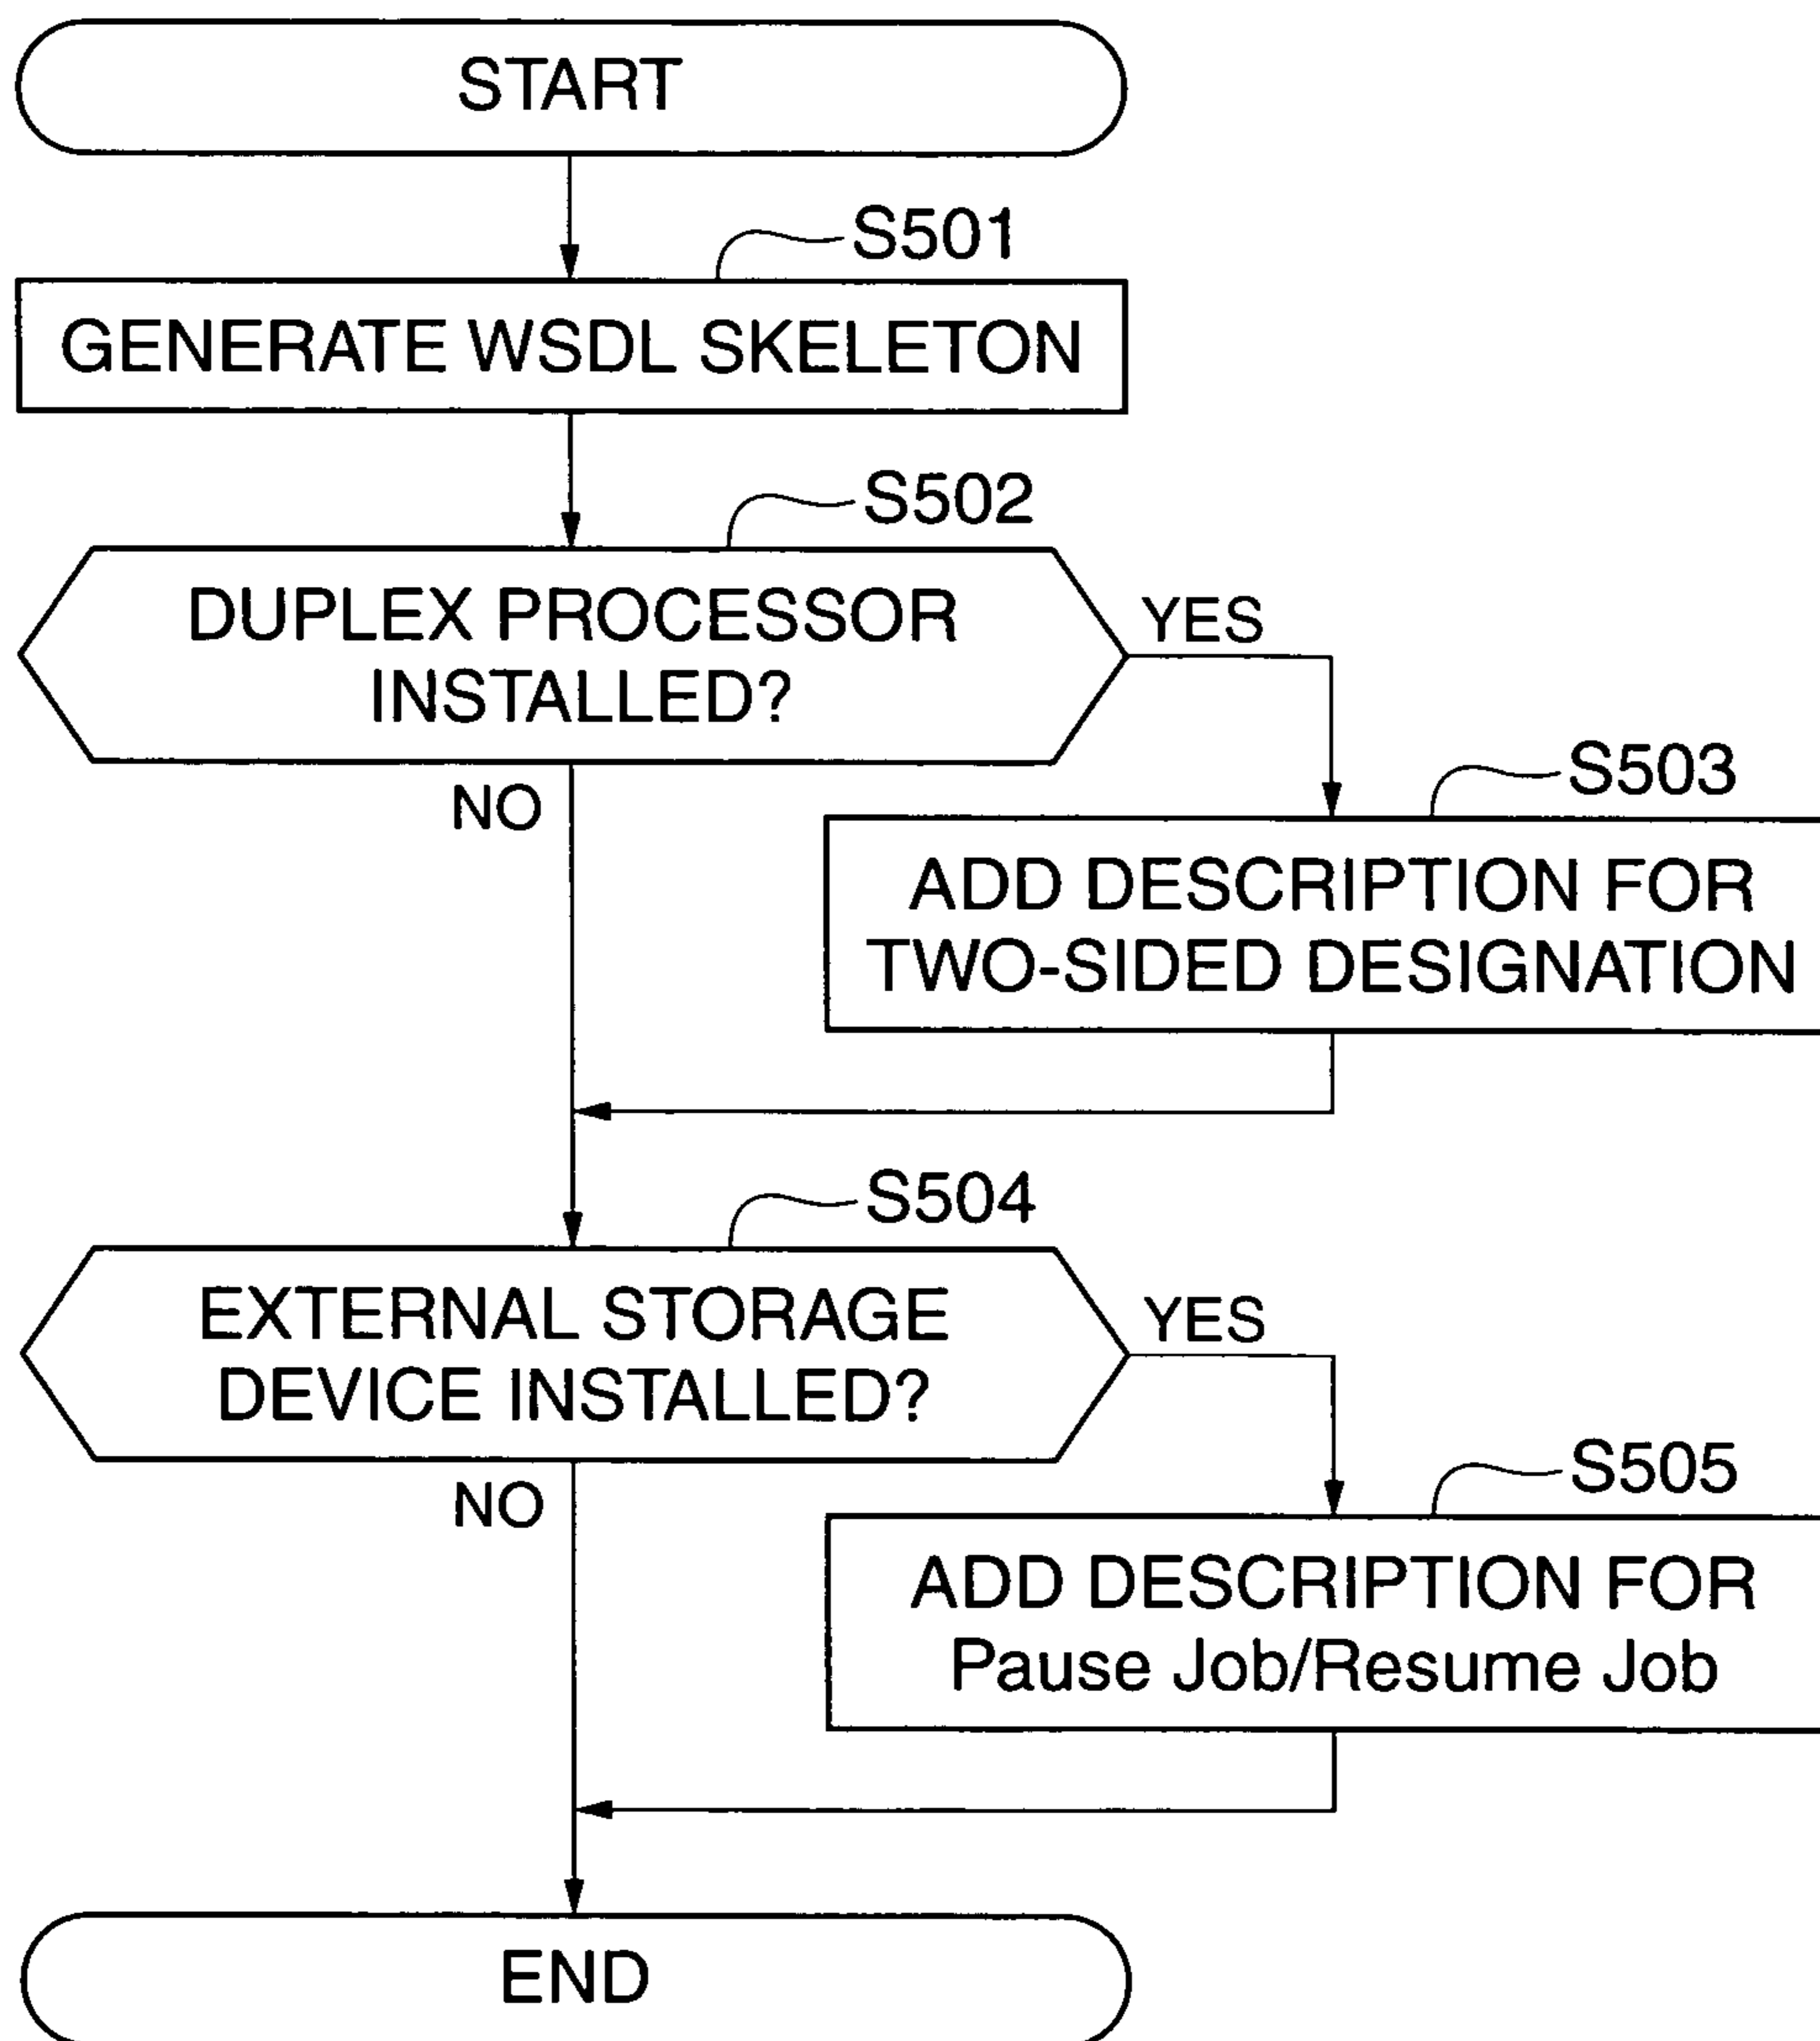 START
S501
GENERATE WSDL SKELETON
S502
DUPLEX PROCESSOR
INSTALLED?
YES
NO
S503
ADD DESCRIPTION FOR
TWO-SIDED DESIGNATION
S504
EXTERNAL STORAGE
DEVICE INSTALLED?
YES
NO
S505
ADD DESCRIPTION FOR
Pause Job/Resume Job
END